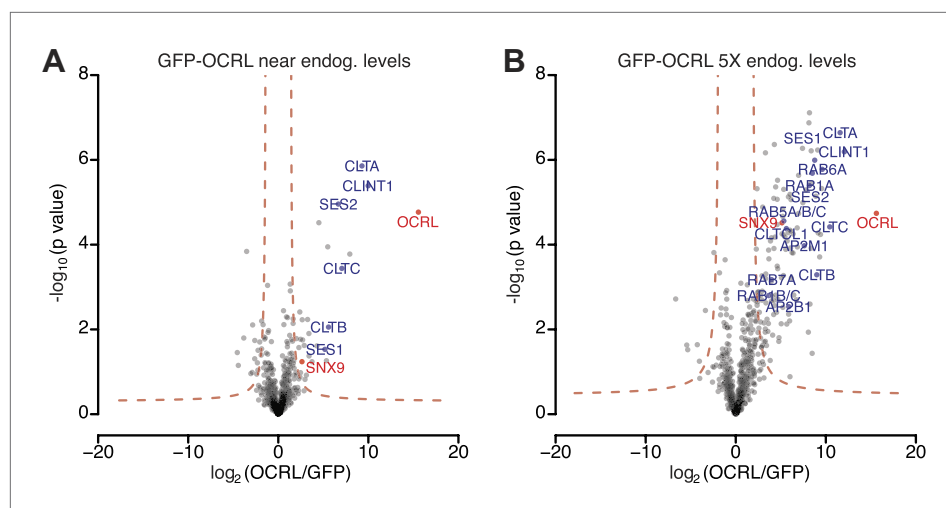 A
GFP-OCRL near endog. levels
8
6
4
2
0
-log10 (p value)
CLTA
CLINT1
SES2
OCRL
CLTC
CLTB
SES1
SNX9
−20
−10
0
10
20
log2 (OCRL/GFP)
B
GFP-OCRL 5X endog. levels
8
6
4
2
0
-log10 (p value)
SES1
CLTA
CLINT1
RAB6A
RAB1A
SES2
RAB5A/B/C
SNX9
CLTC
OCRL
CLTCL1
AP2M1
RAB7A
CLTB
RAB1B/C
AP2B1
−20
−10
0
10
20
log2 (OCRL/GFP)